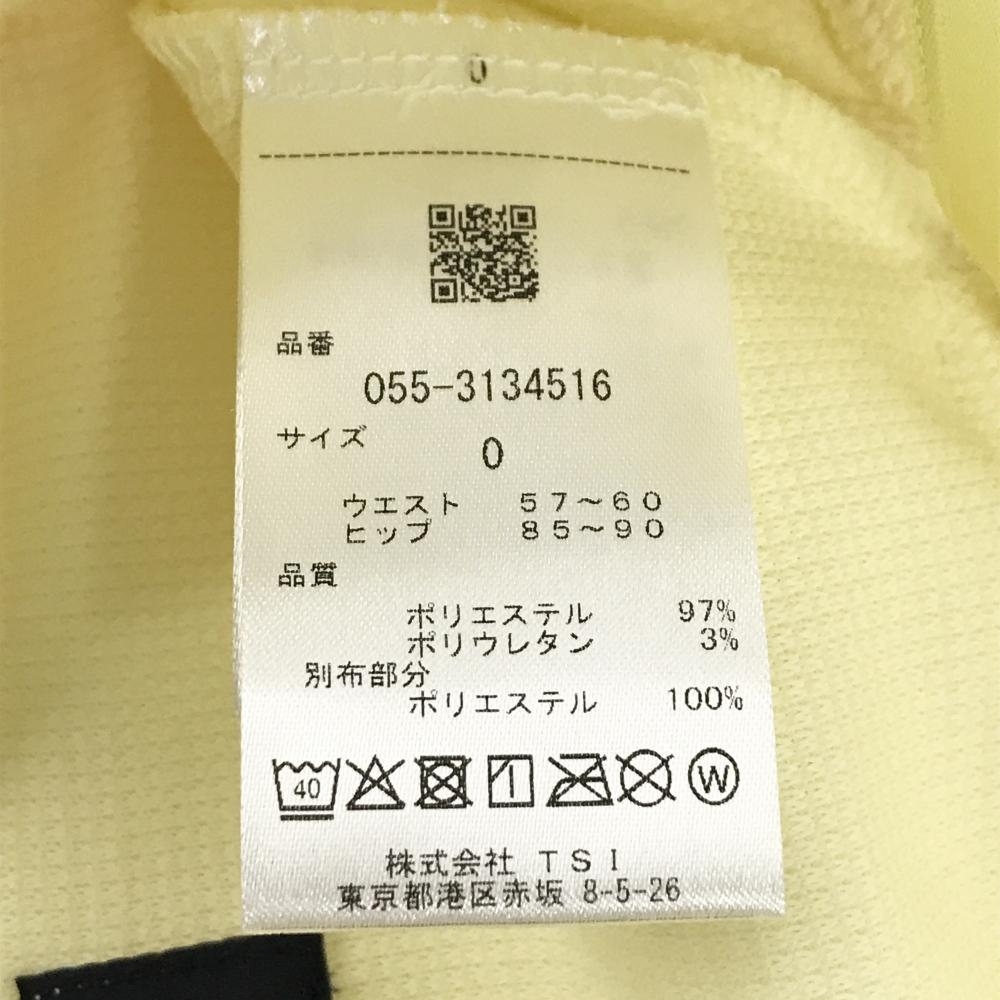 0
品番
055-3134516
サイズ
0
ウエスト 57～60
ヒップ 85～90
品質
ポリエステル 97%
ポリウレタン 3%
別布部分
ポリエステル 100%
40 W
株式会社 TSI
東京都港区赤坂 8-5-26